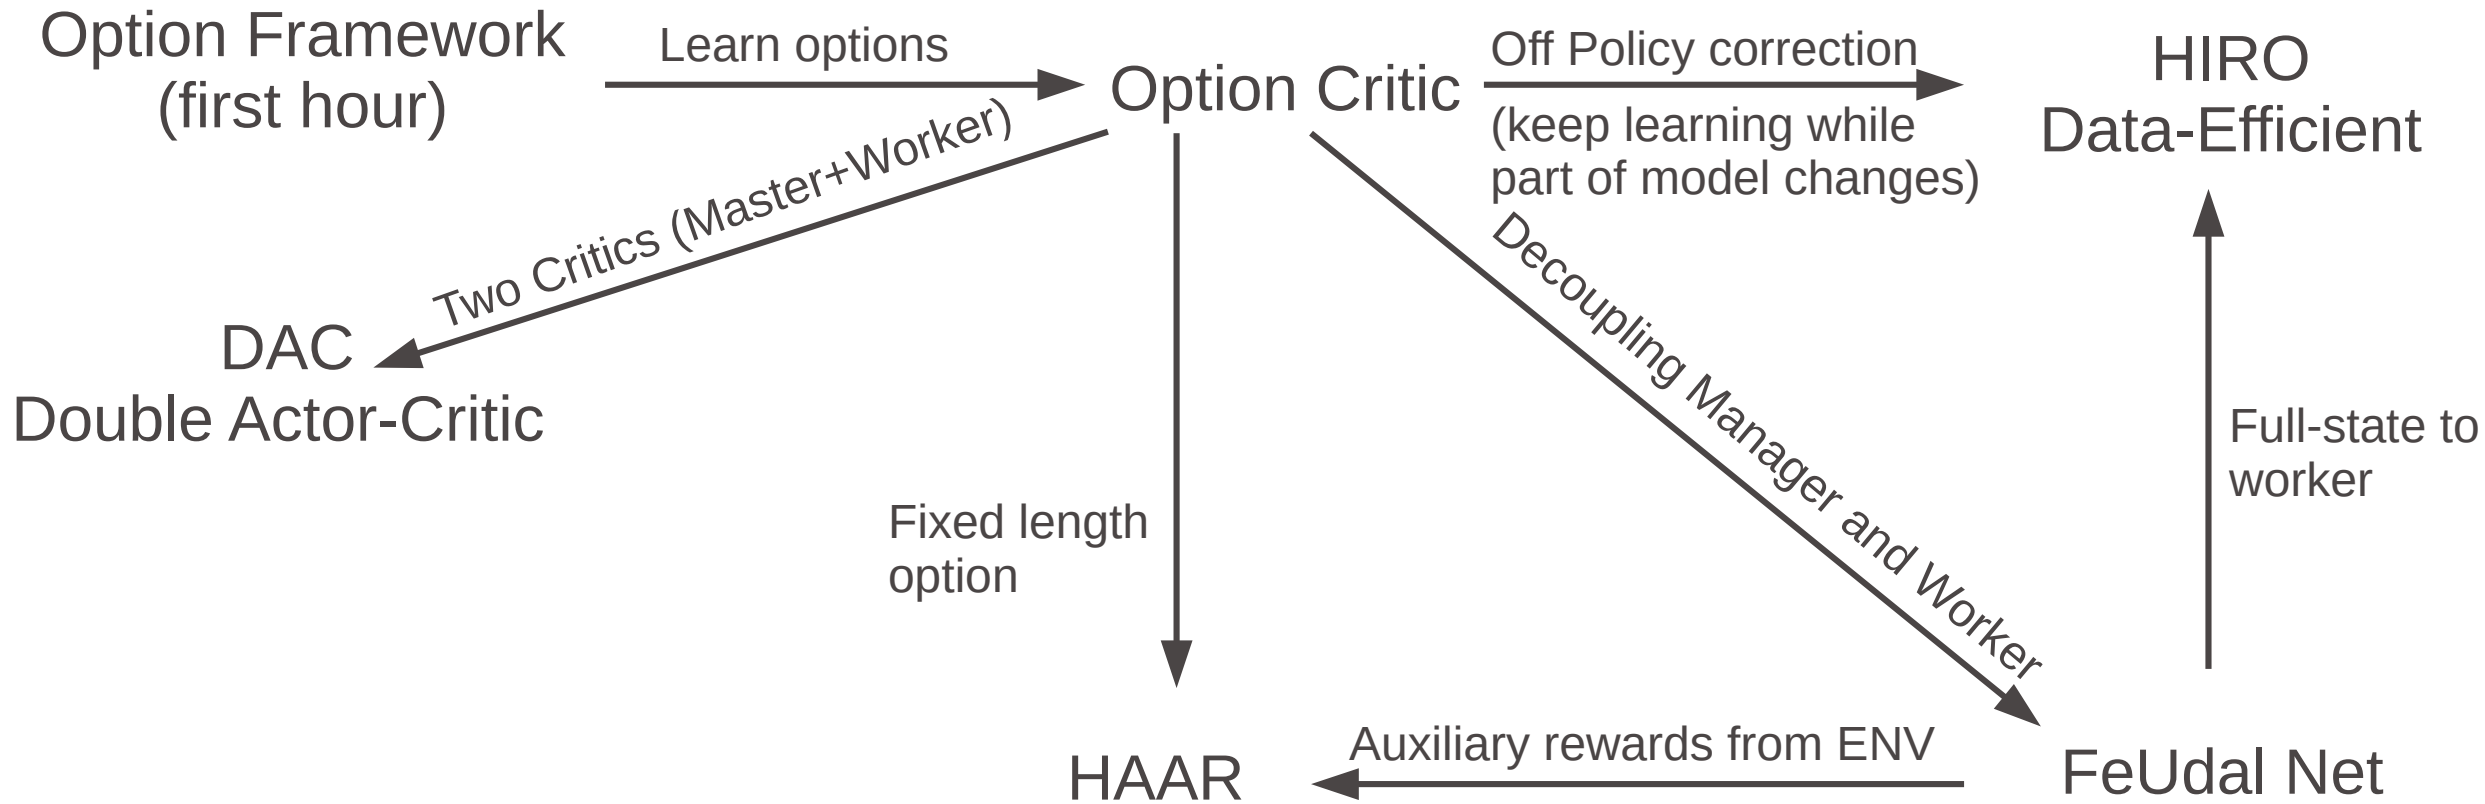 Option Framework
(first hour)
Learn options
Option Critic
Off Policy correction
(keep learning while
part of model changes)
HIRO
Data-Efficient
Two Critics (Master+Worker)
DAC
Double Actor-Critic
Decoupling Manager and Worker
Fixed length
option
Full-state to
worker
HAAR
Auxiliary rewards from ENV
FeUdal Net